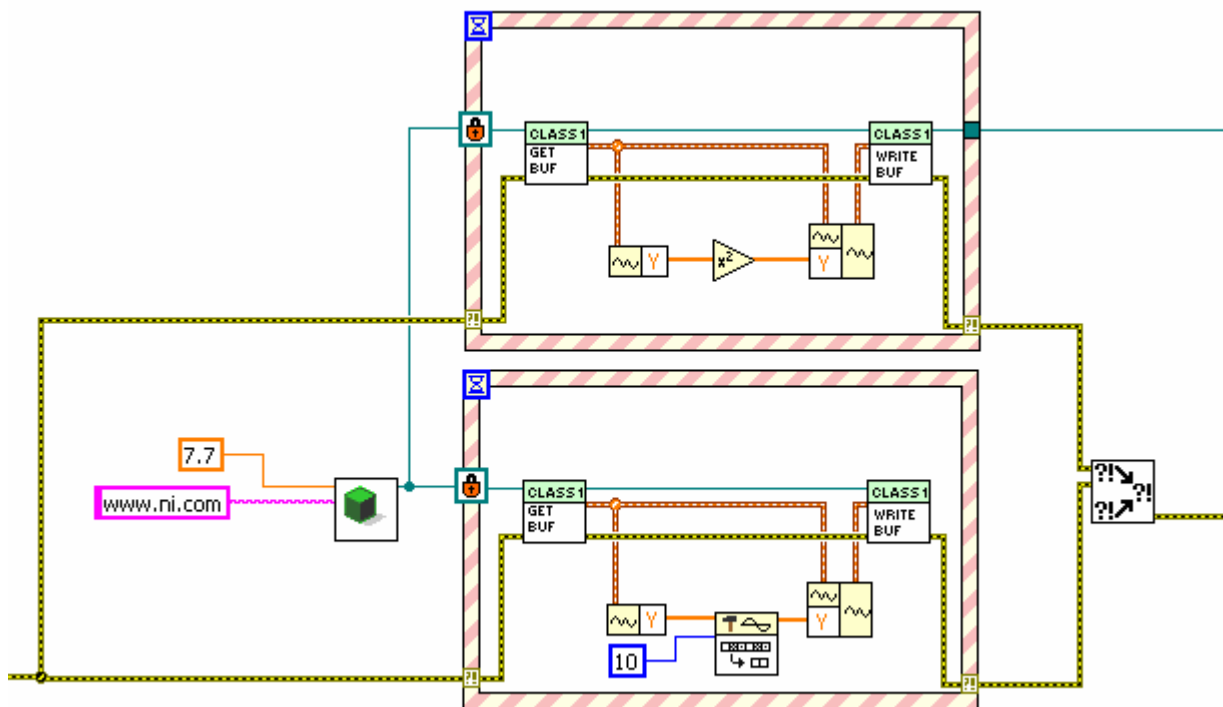 CLASS1
GET
BUF
CLASS1
WRITE
BUF
Y
x²
Y
?!
?!
7.7
www.ni.com
CLASS1
GET
BUF
CLASS1
WRITE
BUF
?!
?!
?!
Y
Y
10
?!
?!